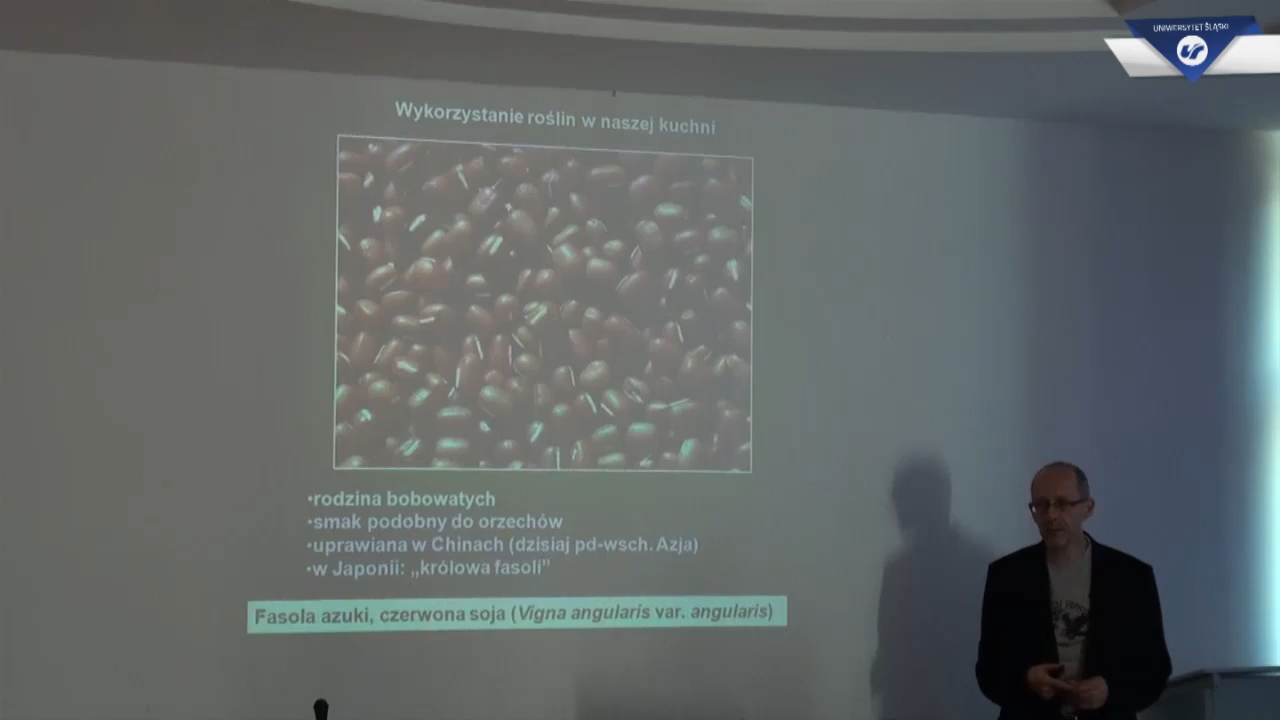 UNIWERSYTET ŚLĄSKI
Wykorzystanie roślin w naszej kuchni
•rodzina bobowatych
•smak podobny do orzechów
•uprawiana w Chinach (dzisiaj pd-wsch. Azja)
•w Japonii: „królowa fasoli”
Fasola azuki, czerwona soja (Vigna angularis var. angularis)